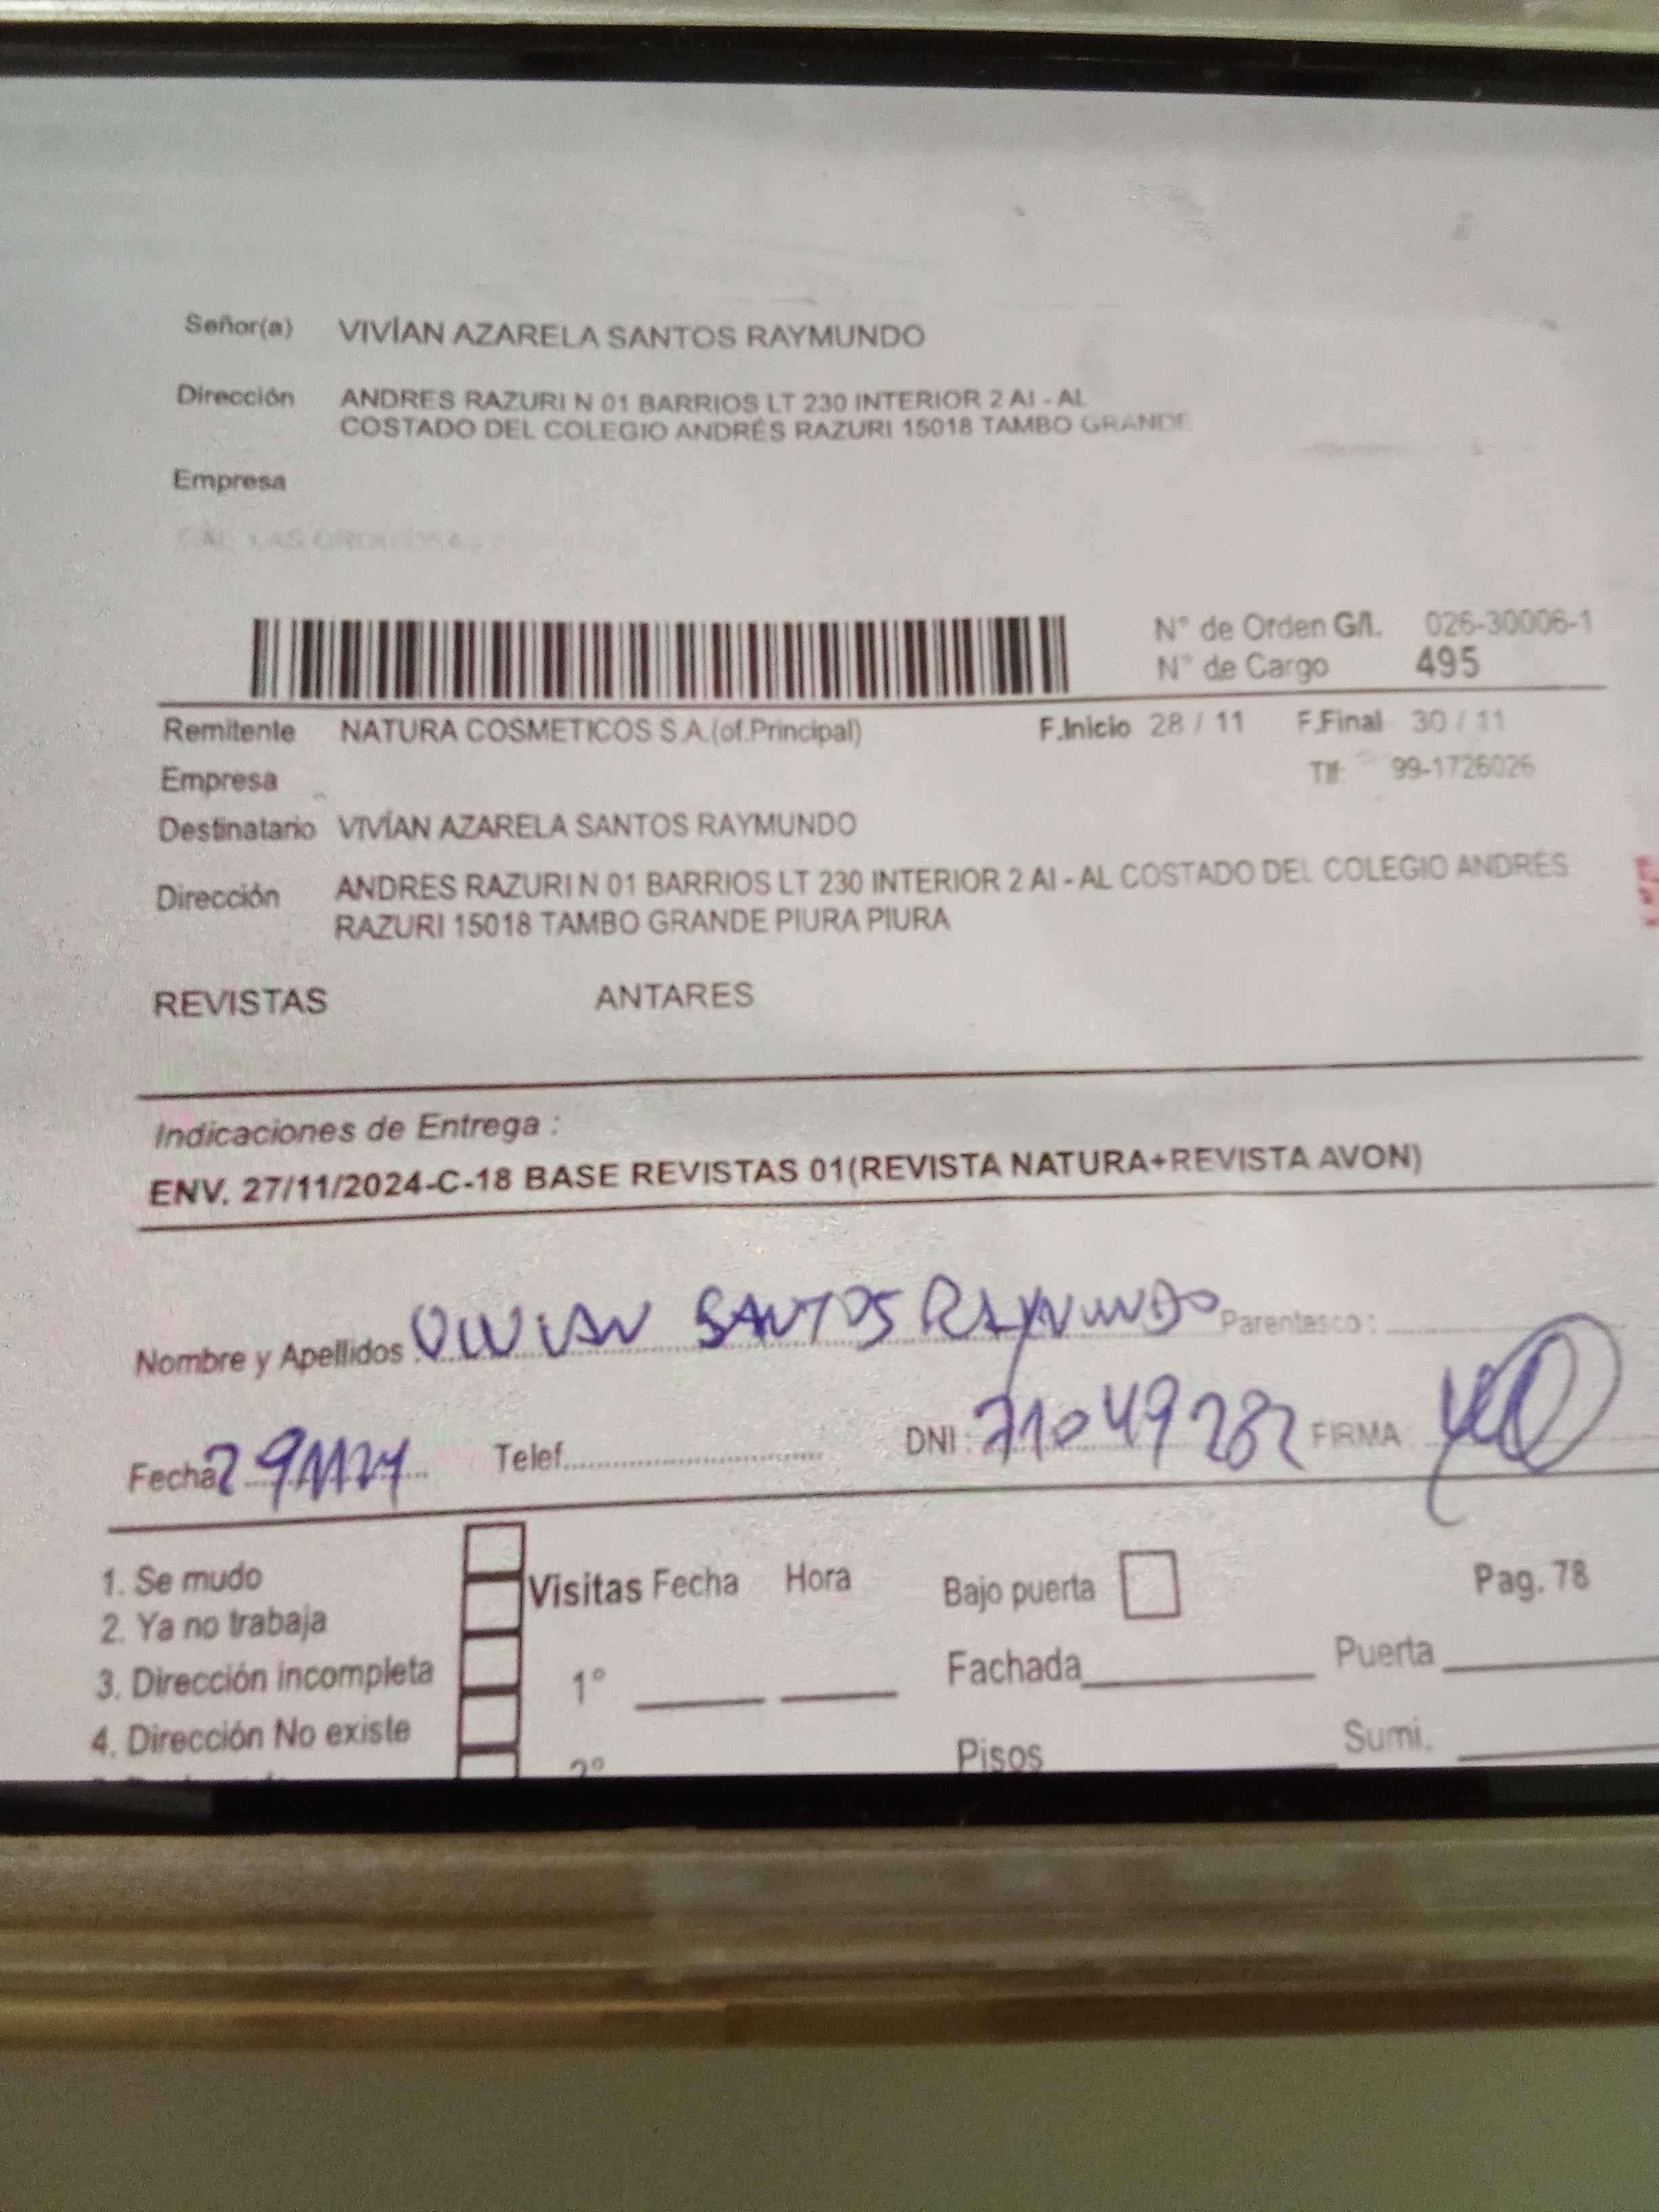 Señor(a) VIVÍAN AZARELA SANTOS RAYMUNDO
Dirección ANDRES RAZURI N 01 BARRIOS LT 230 INTERIOR 2 AI - AL
COSTADO DEL COLEGIO ANDRÉS RAZURI 15018 TAMBO GRANDE
Empresa
N° de Orden G/I. 026-30006-1
N° de Cargo 495
Remitente NATURA COSMETICOS S.A.(of.Principal) F.Inicio 28 / 11 F.Final 30 / 11
Empresa Tlf: 99-1726026
Destinatario VIVÍAN AZARELA SANTOS RAYMUNDO
Dirección ANDRES RAZURI N 01 BARRIOS LT 230 INTERIOR 2 AI - AL COSTADO DEL COLEGIO ANDRÉS
RAZURI 15018 TAMBO GRANDE PIURA PIURA
REVISTAS ANTARES
Indicaciones de Entrega :
ENV. 27/11/2024-C-18 BASE REVISTAS 01(REVISTA NATURA+REVISTA AVON)
Nombre y Apellidos VIVIAN SANTOS RAYMUNDO Parentesco :
Fecha 291124 Telef. DNI : 71049282 FIRMA
1. Se mudo Visitas Fecha Hora Bajo puerta Pag. 78
2. Ya no trabaja
3. Dirección incompleta 1° Fachada Puerta
4. Dirección No existe 2° Pisos Sumi.